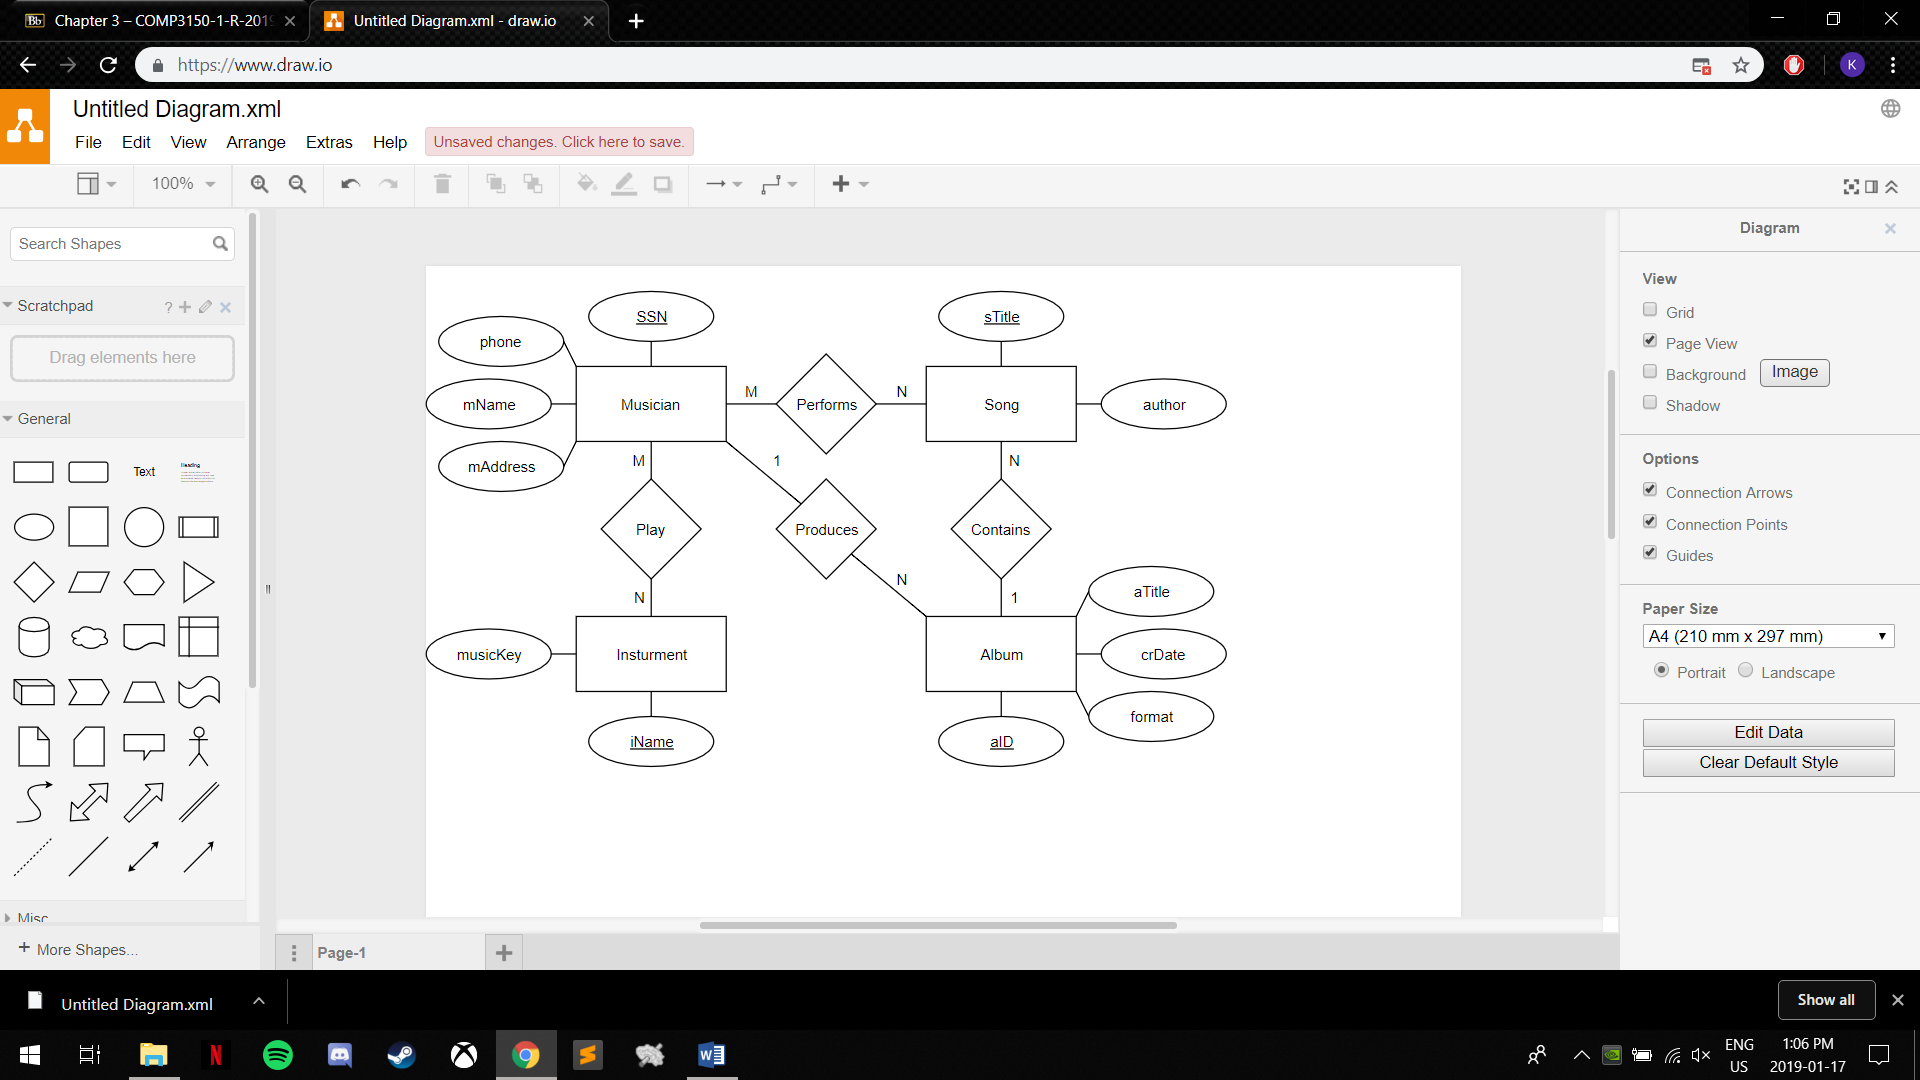 Bb Chapter 3 – COMP3150-1-R-2019
Untitled Diagram.xml - draw.io
https://www.draw.io
K
Untitled Diagram.xml
File Edit View Arrange Extras Help
Unsaved changes. Click here to save.
100%
Search Shapes
Scratchpad
?
Drag elements here
General
Text
Heading
Misc
More Shapes...
SSN
phone
mName
mAddress
Musician
M
Performs
N
sTitle
Song
author
M
Play
N
1
Produces
N
N
Contains
1
musicKey
Insturment
iName
Album
aTitle
crDate
format
aID
Page-1
Diagram
View
Grid
Page View
Background
Image
Shadow
Options
Connection Arrows
Connection Points
Guides
Paper Size
A4 (210 mm x 297 mm)
Portrait Landscape
Edit Data
Clear Default Style
Untitled Diagram.xml
Show all
ENG
US
1:06 PM
2019-01-17